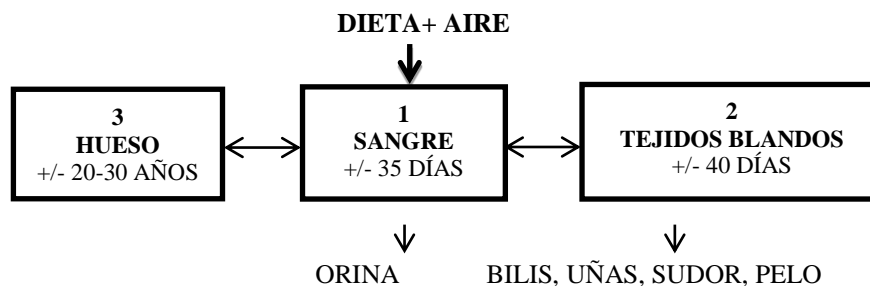 DIETA+ AIRE
3
HUESO
+/- 20-30 AÑOS
1
SANGRE
+/- 35 DÍAS
2
TEJIDOS BLANDOS
+/- 40 DÍAS
ORINA
BILIS, UÑAS, SUDOR, PELO